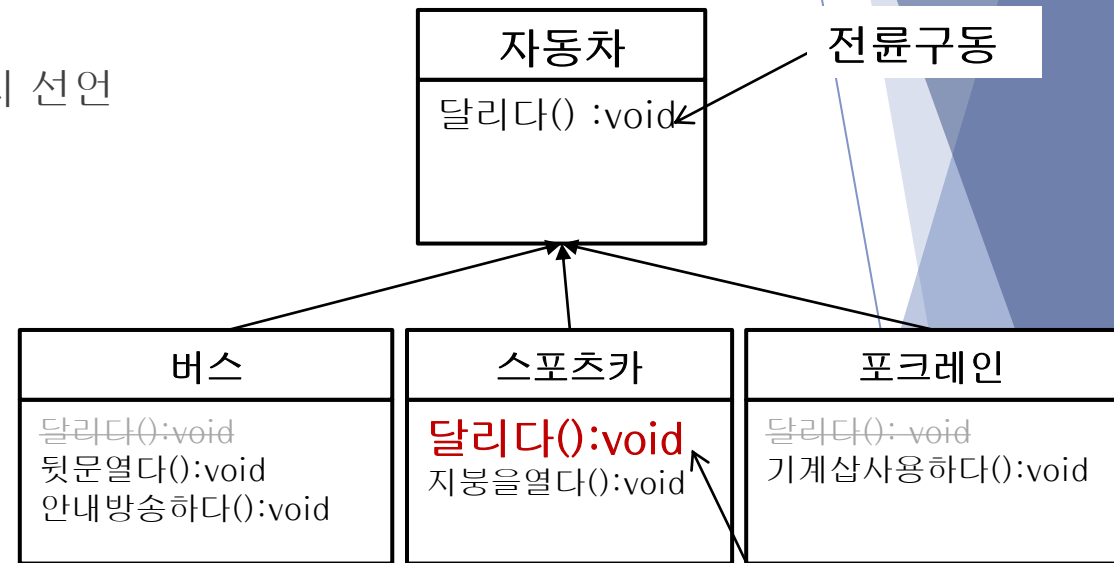 선언
자동차
전륜구동
달리다() :void
버스
달리다():void
뒷문열다():void
안내방송하다():void
스포츠카
달리다():void
지붕을열다():void
포크레인
달리다(): void
기계삽사용하다():void